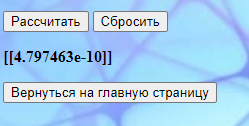 Рассчитать Сбросить
[[4.797463e-10]]
Вернуться на главную страницу